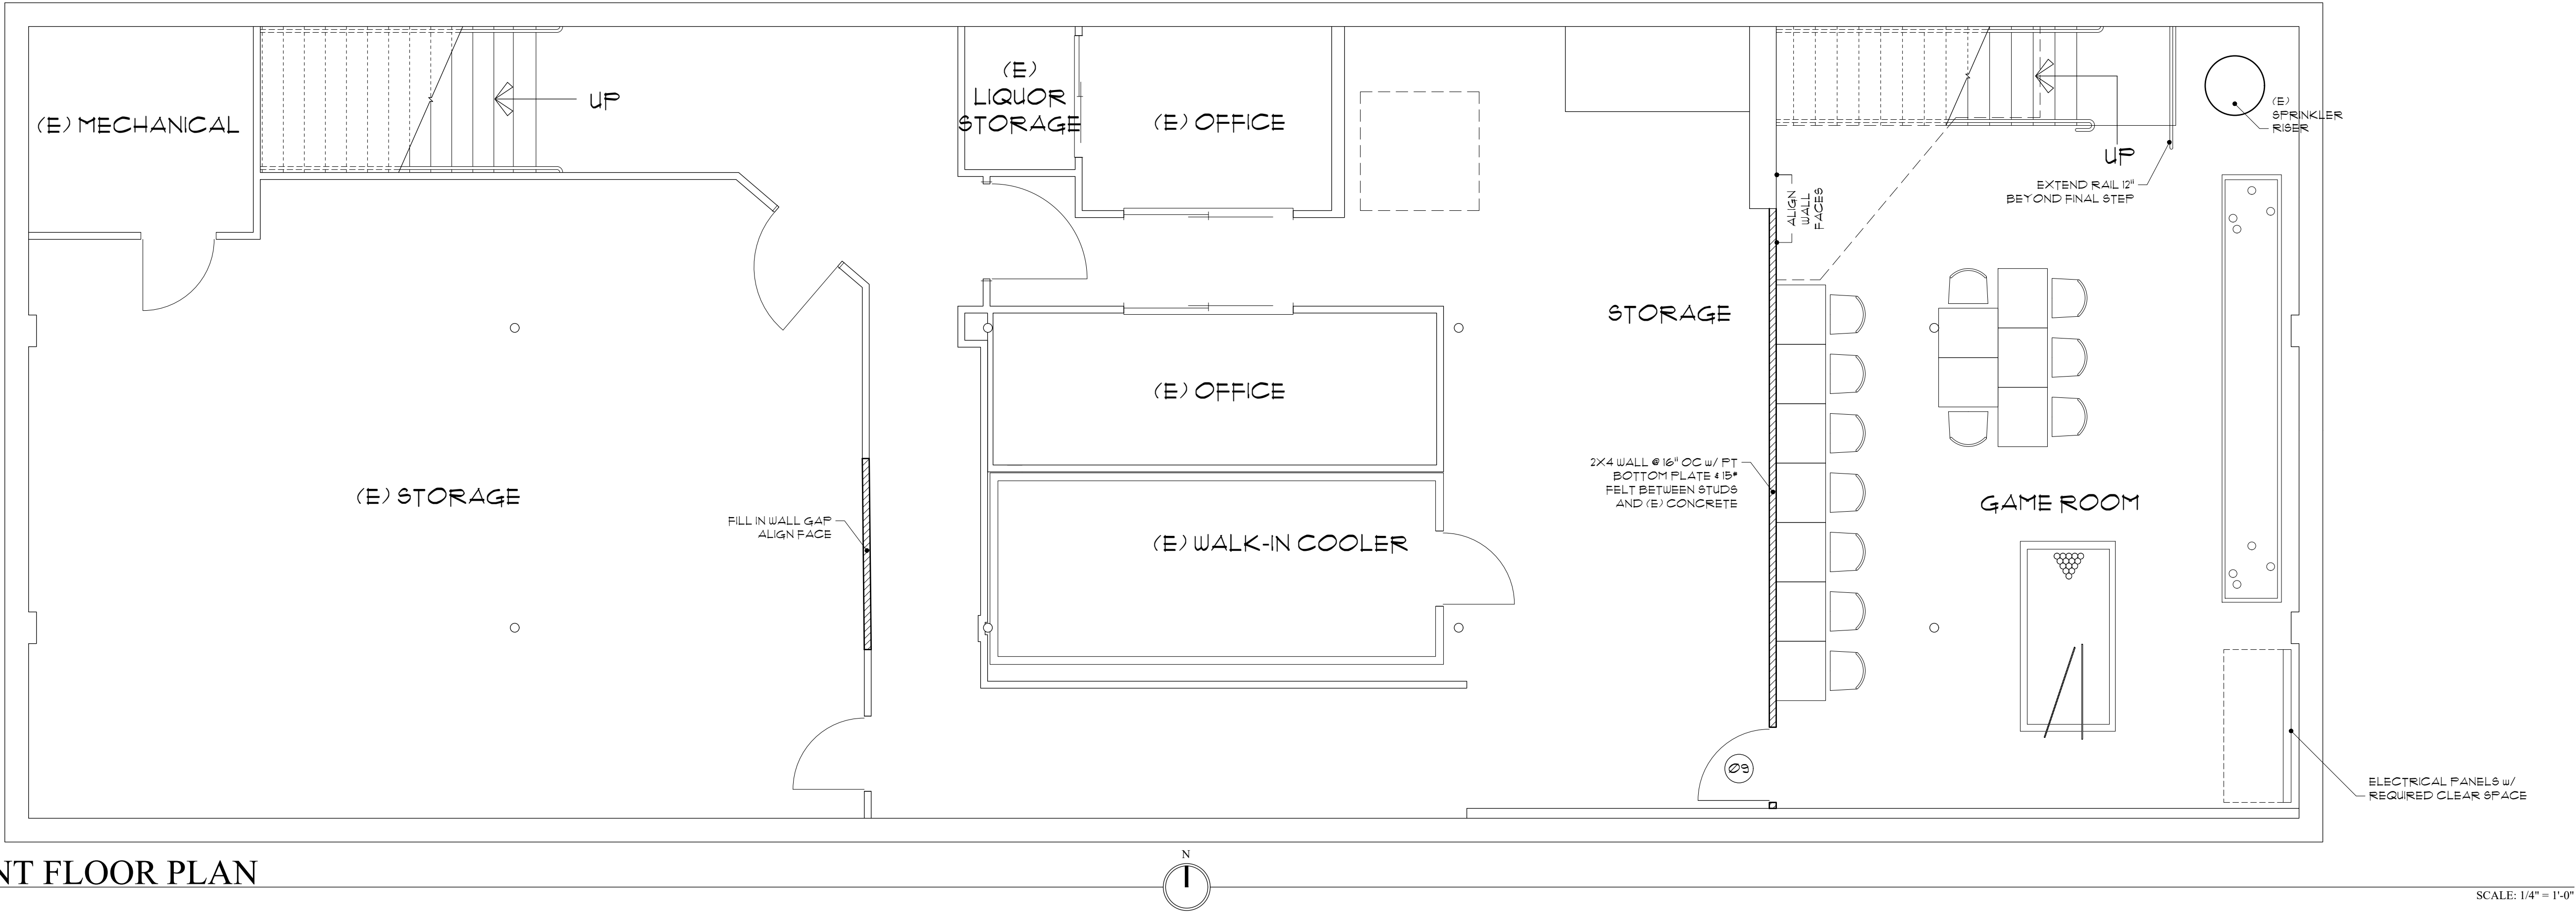 (E) MECHANICAL
UP
(E)
LIQUOR
STORAGE
(E) OFFICE
UP
(E)
SPRINKLER
RISER
EXTEND RAIL 12"
BEYOND FINAL STEP
ALIGN
WALL
FACES
STORAGE
(E) OFFICE
(E) STORAGE
FILL IN WALL GAP
ALIGN FACE
(E) WALK-IN COOLER
2X4 WALL @ 16" OC w/ PT
BOTTOM PLATE & 15#
FELT BETWEEN STUDS
AND (E) CONCRETE
GAME ROOM
Ø9
ELECTRICAL PANELS w/
REQUIRED CLEAR SPACE
NT FLOOR PLAN
N
SCALE: 1/4" = 1'-0"